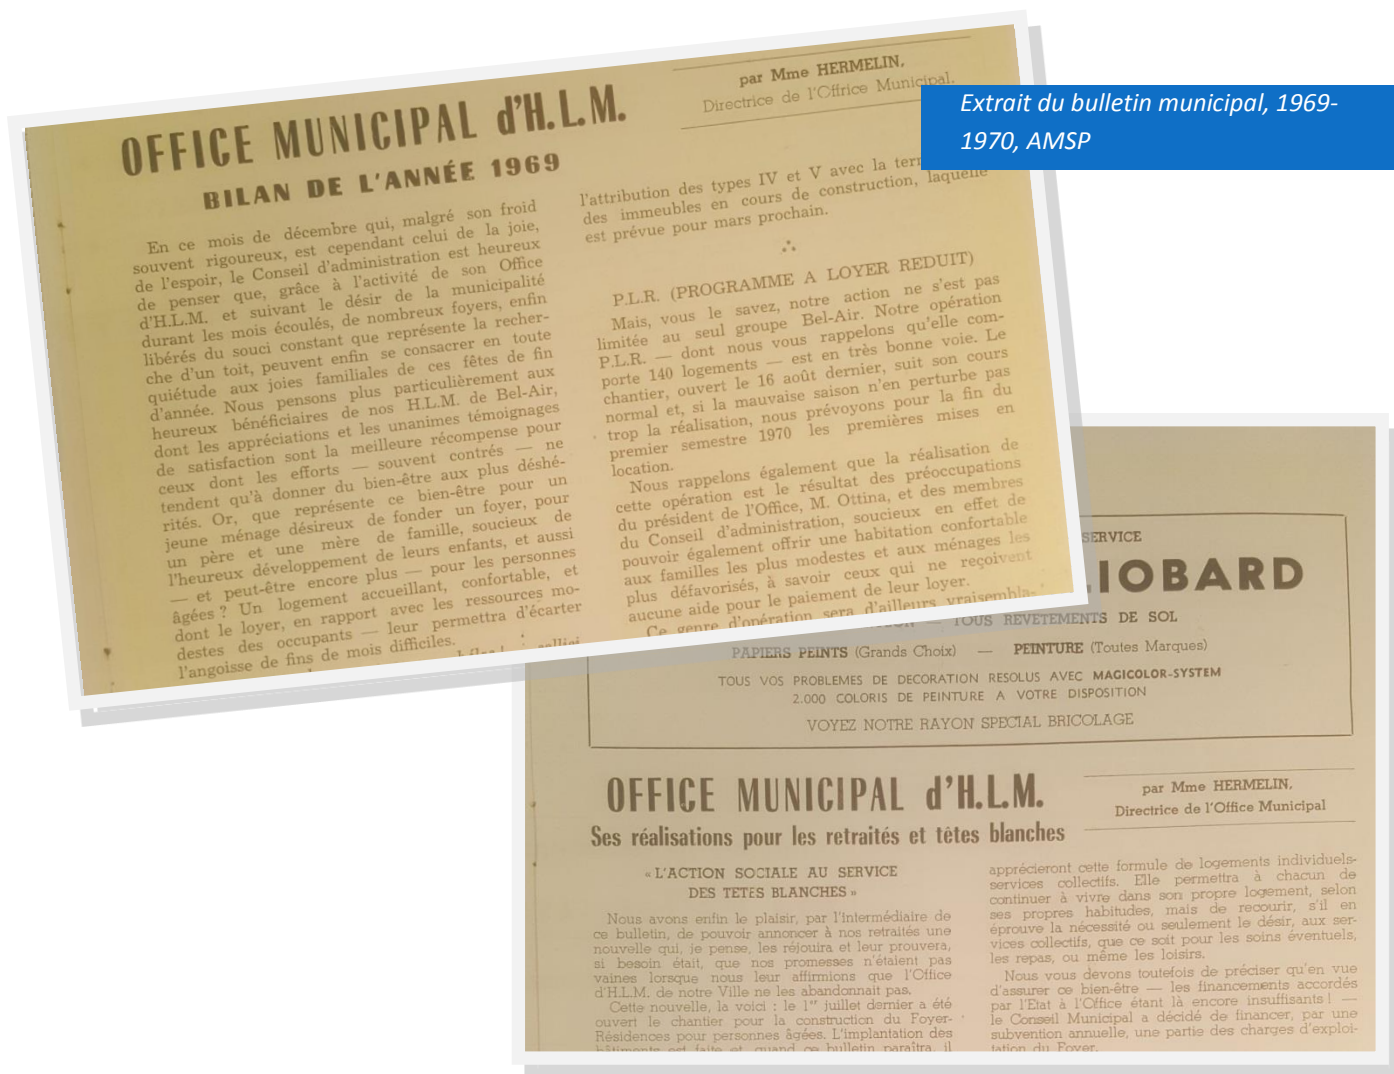 OFFICE MUNICIPAL d'H.L.M.
BILAN DE L'ANNÉE 1969
par Mme HERMELIN,
Directrice de l'Offrice Municipal,
Extrait du bulletin municipal, 1969-
1970, AMSP
En ce mois de décembre qui, malgré son froid
souvent rigoureux, est cependant celui de la joie,
de l'espoir, le Conseil d'administration est heureux
de penser que, grâce à l'activité de son Office
d'H.L.M. et suivant le désir de la municipalité
durant les mois écoulés, de nombreux foyers, enfin
libérés du souci constant que représente la recher-
che d'un toit, peuvent enfin se consacrer en toute
quiétude aux joies familiales de ces fêtes de fin
d'année. Nous pensons plus particulièrement aux
heureux bénéficiaires de nos H.L.M. de Bel-Air,
dont les appréciations et les unanimes témoignages
de satisfaction sont la meilleure récompense pour
ceux dont les efforts — souvent contrés — ne
tendent qu'à donner du bien-être aux plus déshé-
rités. Or, que représente ce bien-être pour un
jeune ménage désireux de fonder un foyer, pour
un père et une mère de famille, soucieux de
l'heureux développement de leurs enfants, et aussi
— et peut-être encore plus — pour les personnes
âgées ? Un logement accueillant, confortable, et
dont le loyer, en rapport avec les ressources mo-
destes des occupants — leur permettra d'écarter
l'angoisse de fins de mois difficiles.
l'attribution des types IV et V avec la
des immeubles en cours de construction, laquelle
est prévue pour mars prochain.
P.L.R. (PROGRAMME A LOYER REDUIT)
Mais, vous le savez, notre action ne s'est pas
limitée au seul groupe Bel-Air. Notre opération
P.L.R. — dont nous vous rappelons qu'elle com-
porte 140 logements — est en très bonne voie. Le
chantier, ouvert le 16 août dernier, suit son cours
normal et, si la mauvaise saison n'en perturbe pas
trop la réalisation, nous prévoyons pour la fin du
premier semestre 1970 les premières mises en
location.
Nous rappelons également que la réalisation de
cette opération est le résultat des préoccupations
du président de l'Office, M. Ottina, et des membres
du Conseil d'administration, soucieux en effet de
pouvoir également offrir une habitation confortable
aux familles les plus modestes et aux ménages les
plus défavorisés, à savoir ceux qui ne reçoivent
aucune aide pour le paiement de leur loyer.
Ce genre d'opération sera d'ailleurs vraisembla-
SERVICE
IOBARD
— TOUS REVETEMENTS DE SOL
PAPIERS PEINTS (Grands Choix) — PEINTURE (Toutes Marques)
TOUS VOS PROBLEMES DE DECORATION RESOLUS AVEC MAGICOLOR-SYSTEM
2.000 COLORIS DE PEINTURE A VOTRE DISPOSITION
VOYEZ NOTRE RAYON SPECIAL BRICOLAGE
OFFICE MUNICIPAL d'H.L.M.
Ses réalisations pour les retraités et têtes blanches
par Mme HERMELIN,
Directrice de l'Office Municipal
« L'ACTION SOCIALE AU SERVICE
DES TETES BLANCHES »
Nous avons enfin le plaisir, par l'intermédiaire de
ce bulletin, de pouvoir annoncer à nos retraités une
nouvelle qui, je pense, les réjouira et leur prouvera,
si besoin était, que nos promesses n'étaient pas
vaines lorsque nous leur affirmions que l'Office
d'H.L.M. de notre Ville ne les abandonnait pas.
Cette nouvelle, la voici : le 1er juillet dernier a été
ouvert le chantier pour la construction du Foyer-
Résidences pour personnes âgées. L'implantation des
bâtiments est faite et, quand ce bulletin paraîtra, il
apprécieront cette formule de logements individuels-
services collectifs. Elle permettra à chacun de
continuer à vivre dans son propre logement, selon
ses propres habitudes, mais de recourir, s'il en
éprouve la nécessité ou seulement le désir, aux ser-
vices collectifs, que ce soit pour les soins éventuels,
les repas, ou même les loisirs.
Nous vous devons toutefois de préciser qu'en vue
d'assurer ce bien-être — les financements accordés
par l'Etat à l'Office étant là encore insuffisants ! —
le Conseil Municipal a décidé de financer, par une
subvention annuelle, une partie des charges d'exploi-
tation du Foyer.